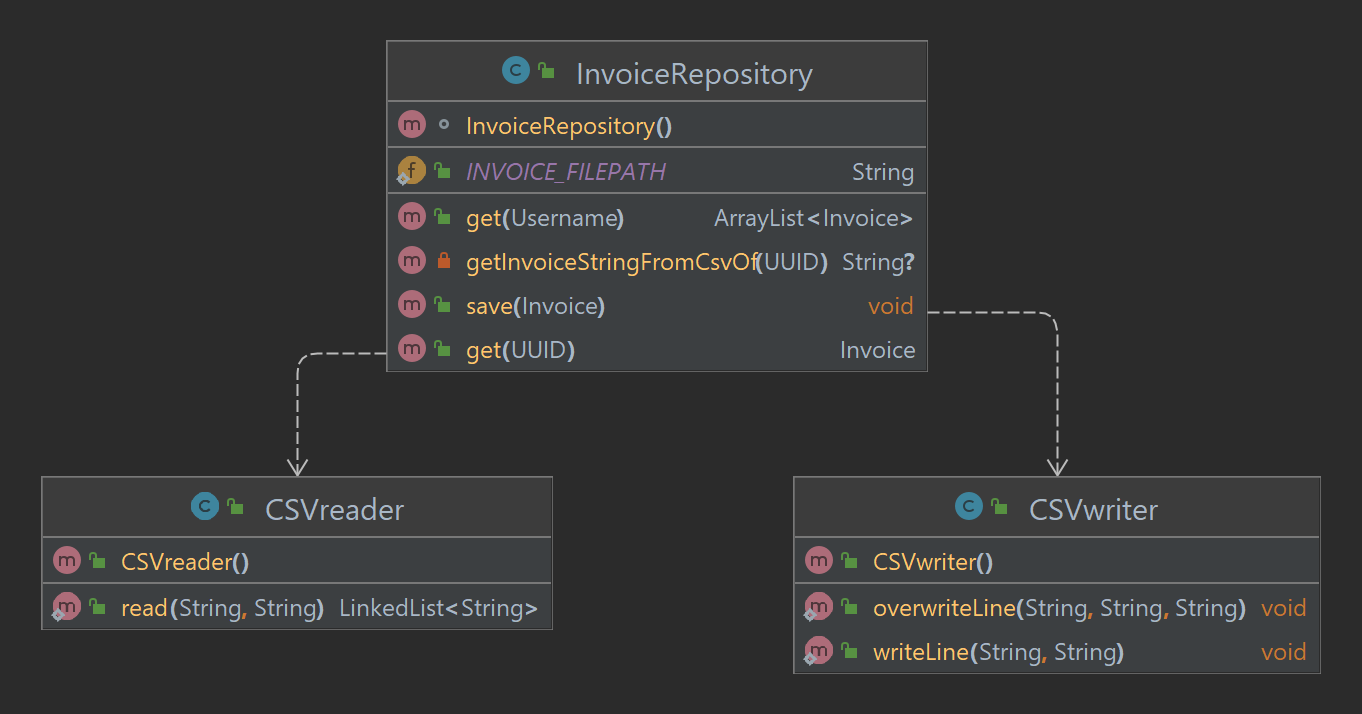 C InvoiceRepository
m InvoiceRepository()
f INVOICE_FILEPATH String
m get(Username) ArrayList<Invoice>
m getInvoiceStringFromCsvOf(UUID) String?
m save(Invoice) void
m get(UUID) Invoice
C CSVreader
m CSVreader()
m read(String, String) LinkedList<String>
C CSVwriter
m CSVwriter()
m overwriteLine(String, String, String) void
m writeLine(String, String) void